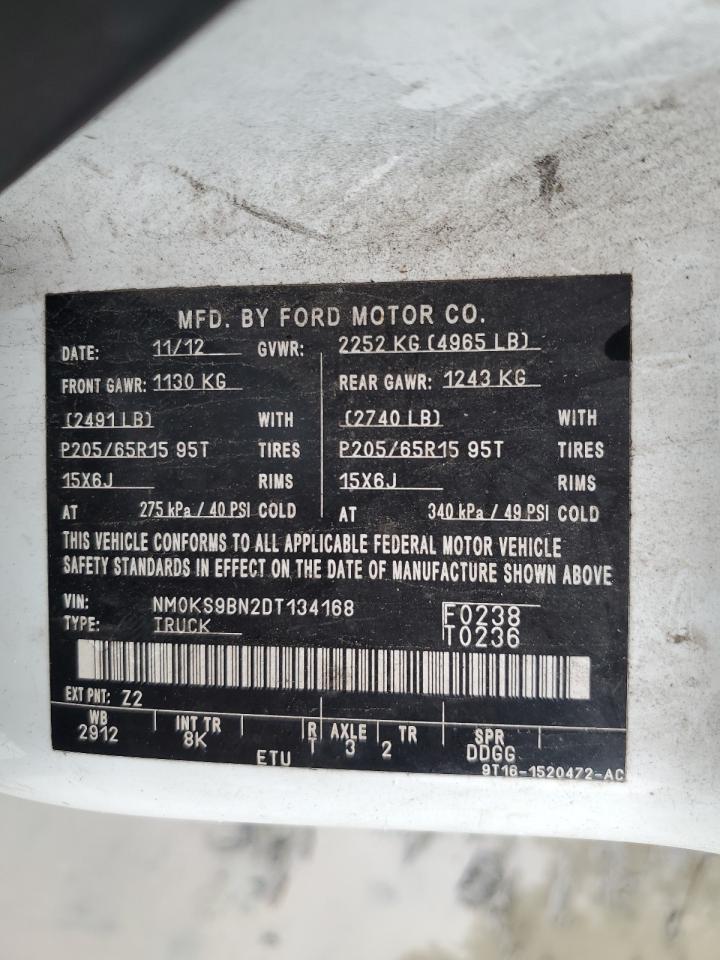 MFD. BY FORD MOTOR CO.
DATE: 11/12 GVWR: 2252 KG (4965 LB)
FRONT GAWR: 1130 KG REAR GAWR: 1243 KG
(2491 LB) WITH (2740 LB) WITH
P205/65R15 95T TIRES P205/65R15 95T TIRES
15X6J RIMS 15X6J RIMS
AT 275 kPa / 40 PSI COLD AT 340 kPa / 49 PSI COLD
THIS VEHICLE CONFORMS TO ALL APPLICABLE FEDERAL MOTOR VEHICLE
SAFETY STANDARDS IN EFFECT ON THE DATE OF MANUFACTURE SHOWN ABOVE
VIN: NM0KS9BN2DT134168 F0238
TYPE: TRUCK T0236
EXT PNT: Z2
WB INT TR R AXLE TR SPR
2912 8K T 3 2 DDGG
ETU 9T16-1520472-AC